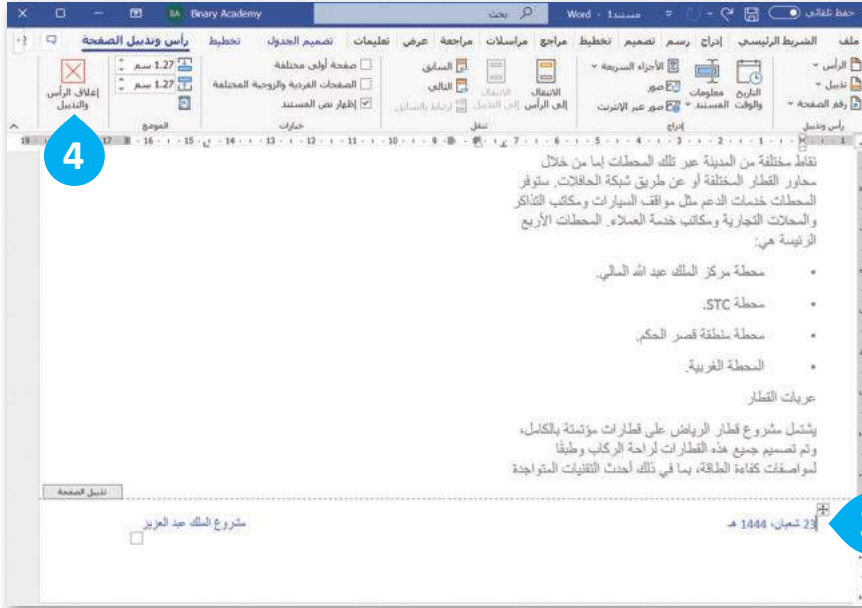 حفظ تلقائي
مستند1 - Word
بحث
Binary Academy
BA
ملف الشريط الرئيسي إدراج رسم تصميم تخطيط مراجع مراسلات مراجعة عرض تعليمات تصميم الجدول تخطيط رأس وتذييل الصفحة
الرأس
تذييل
رقم الصفحة
رأس وتذييل
التاريخ والوقت
معلومات المستند
الأجزاء السريعة
صور
صور عبر الإنترنت
إدراج
الانتقال إلى الرأس
الانتقال إلى التذييل
السابق
التالي
ارتباط بالسابق
تنقل
صفحة أولى مختلفة
الصفحات الفردية والزوجية المختلفة
إظهار نص المستند
خيارات
1.27 سم
1.27 سم
الموضع
إغلاق الرأس والتذييل
4
نقاط مختلفة من المدينة عبر تلك المحطات إما من خلال
محاور القطار المختلفة أو عن طريق شبكة الحافلات. ستوفر
المحطات خدمات الدعم مثل مواقف السيارات ومكاتب التذاكر
والمحلات التجارية ومكاتب خدمة العملاء. المحطات الأربع
الرئيسة هي:
• محطة مركز الملك عبد الله المالي.
• محطة STC.
• محطة منطقة قصر الحكم.
• المحطة الغربية.
عربات القطار
يشتمل مشروع قطار الرياض على قطارات مؤتمتة بالكامل،
وتم تصميم جميع هذه القطارات لراحة الركاب وطبقًا
لمواصفات كفاءة الطاقة، بما في ذلك أحدث التقنيات المتواجدة
تذييل الصفحة
23 شعبان، 1444 هـ
مشروع الملك عبد العزيز